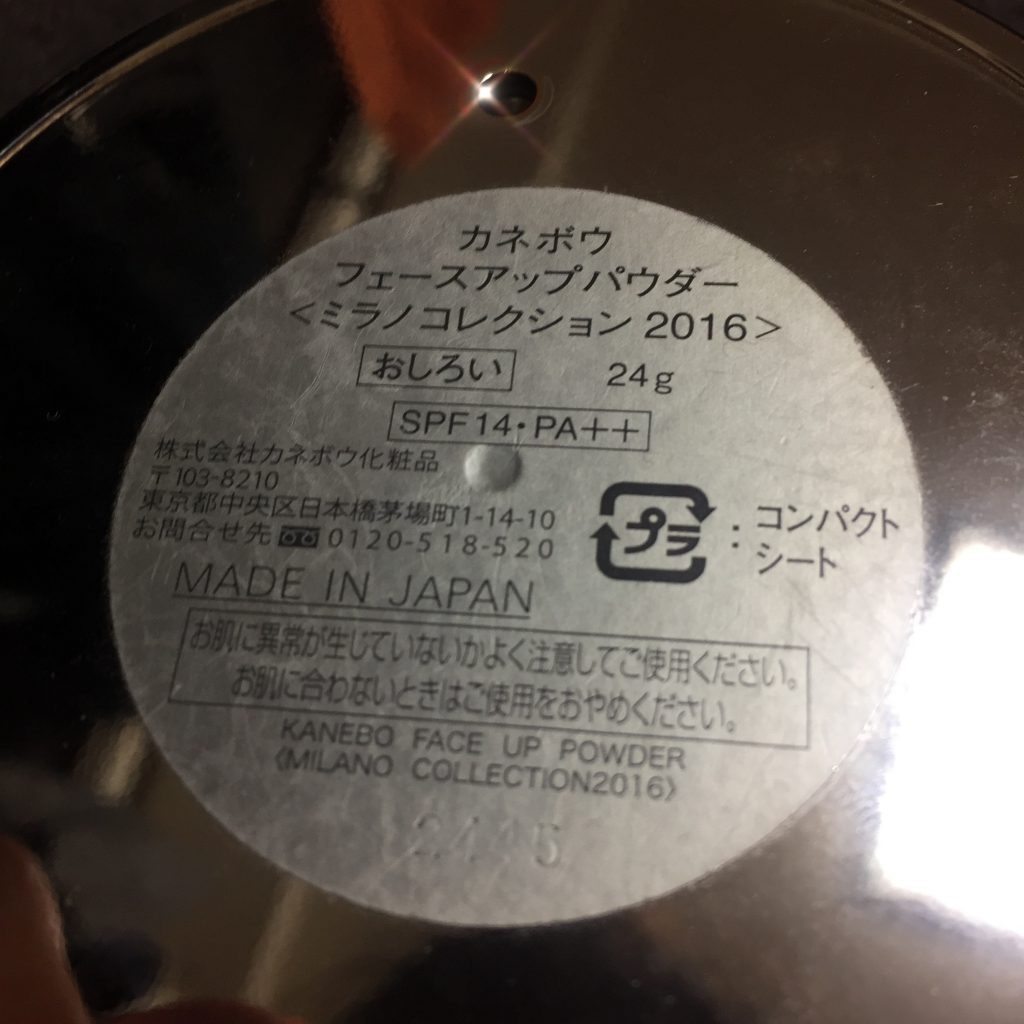 カネボウ
フェースアップパウダー
<ミラノコレクション 2016>
おしろい 24g
SPF14・PA++
株式会社カネボウ化粧品
〒103-8210
東京都中央区日本橋茅場町1-14-10
お問合せ先 0120-518-520
プラ : コンパクト
シート
MADE IN JAPAN
お肌に異常が生じていないかよく注意してご使用ください。
お肌に合わないときはご使用をおやめください。
KANEBO FACE UP POWDER
〈MILANO COLLECTION2016〉